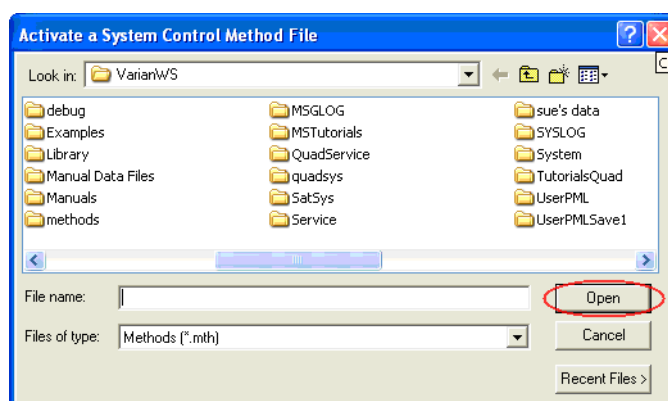 Activate a System Control Method File
Look in: VarianWS
debug MSGLOG sue's data
Examples MSTutorials SYSLOG
Library QuadService System
Manual Data Files quadsys TutorialsQuad
Manuals SatSys UserPML
methods Service UserPMLSave1
File name: Open
Files of type: Methods (*.mth) Cancel
Recent Files >